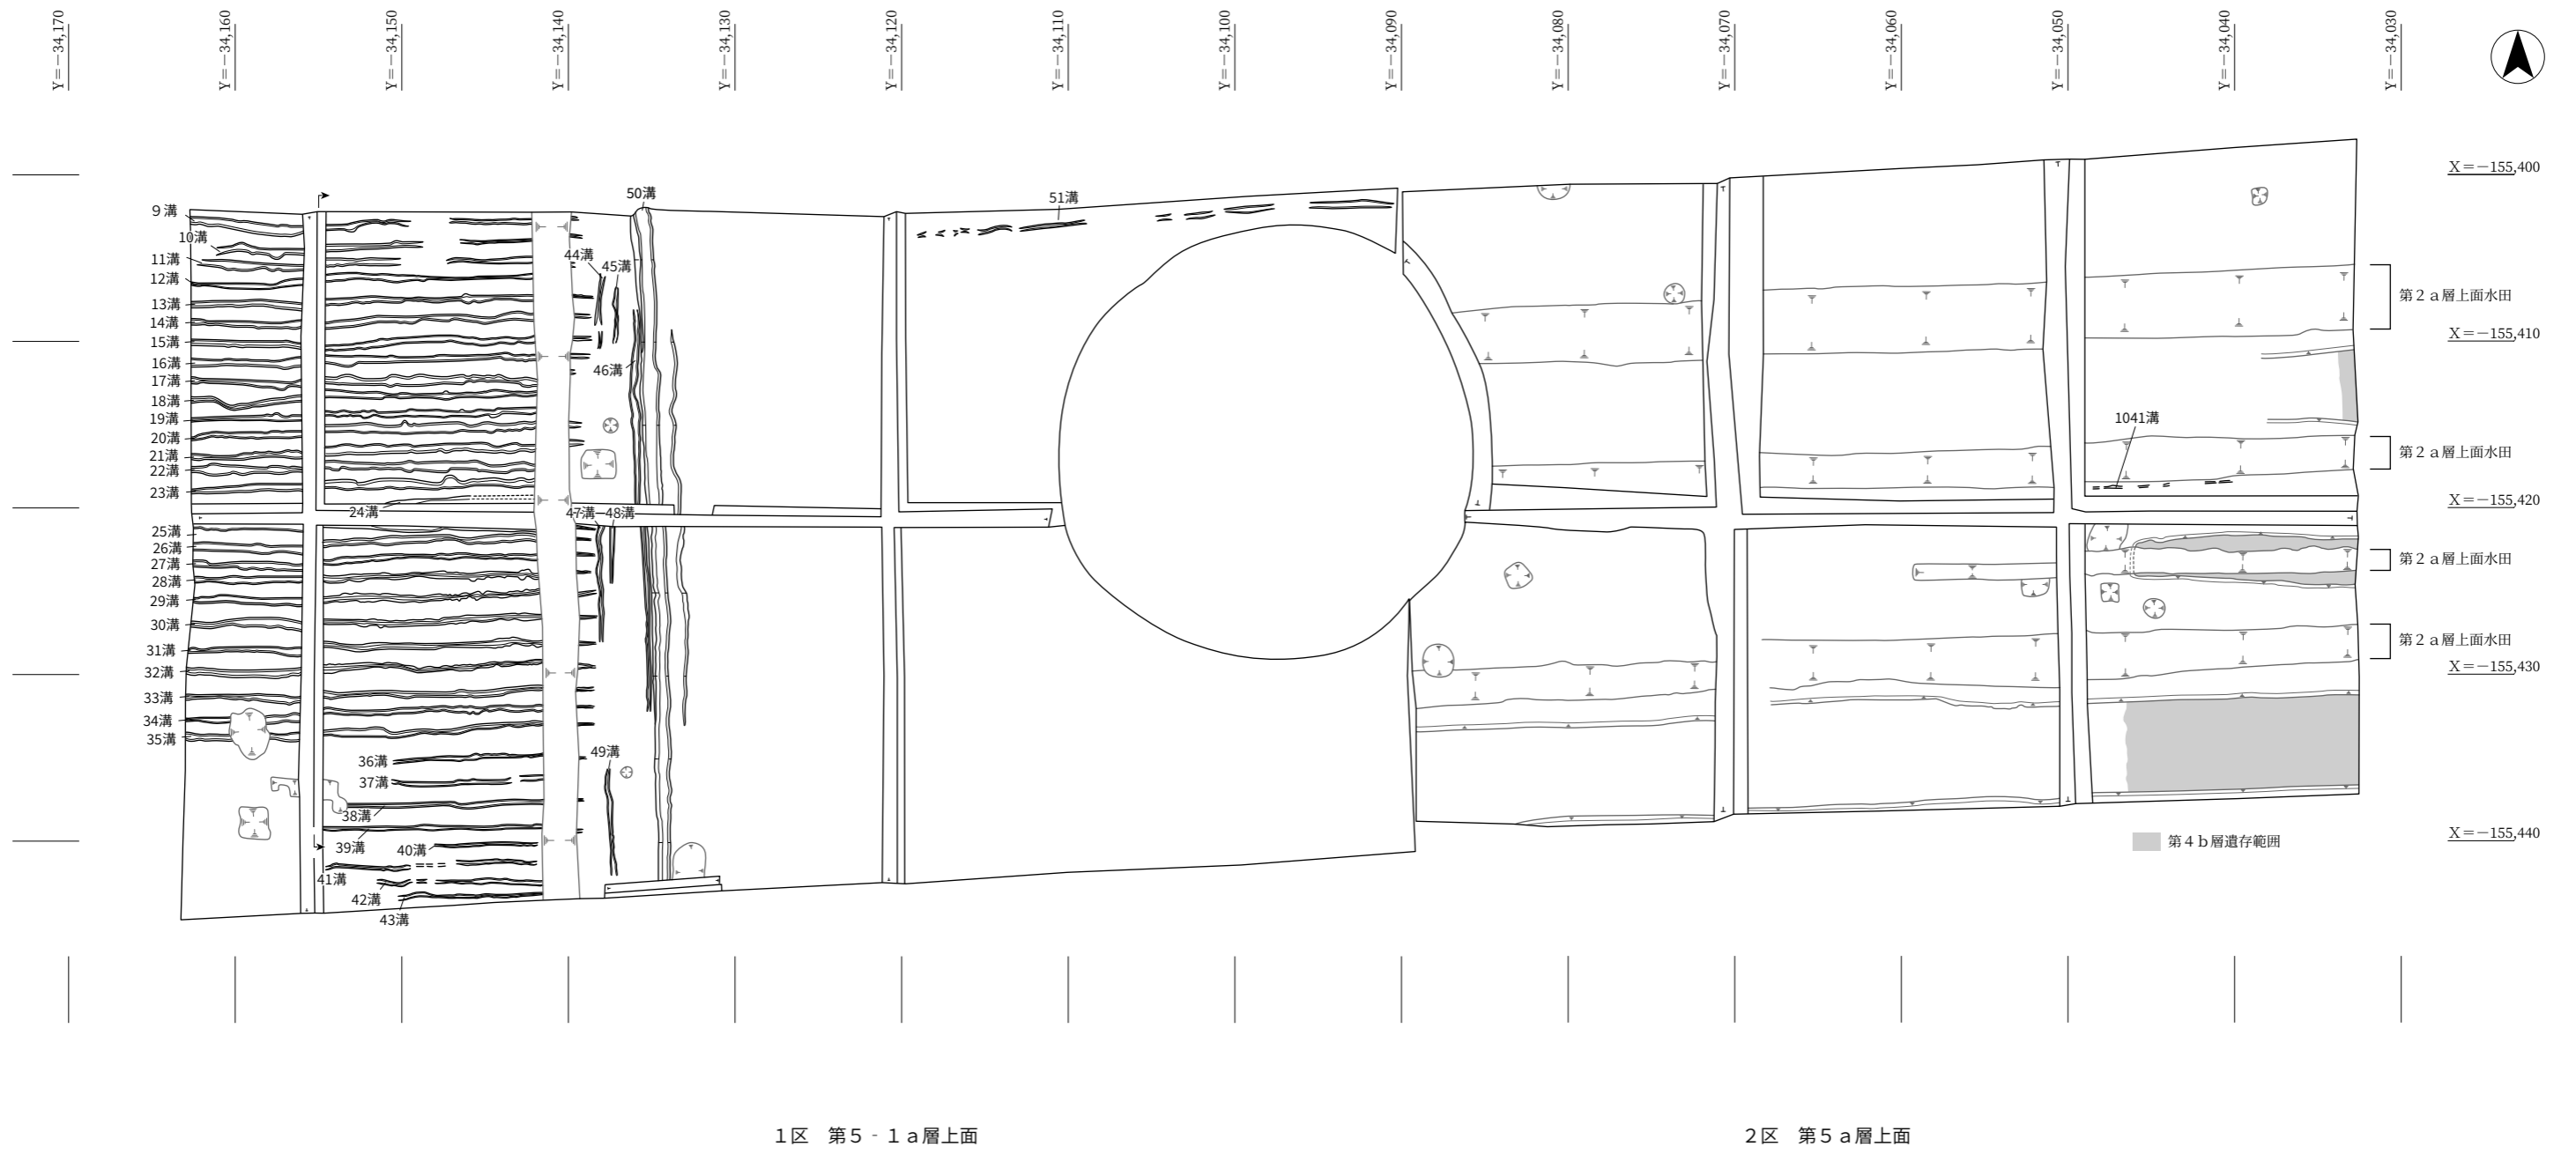 Y=－34,170
Y=－34,160
Y=－34,150
Y=－34,140
Y=－34,130
Y=－34,120
Y=－34,110
Y=－34,100
Y=－34,090
Y=－34,080
Y=－34,070
Y=－34,060
Y=－34,050
Y=－34,040
Y=－34,030
X=－155,400
X=－155,410
X=－155,420
X=－155,430
X=－155,440
9溝
10溝
11溝
12溝
13溝
14溝
15溝
16溝
17溝
18溝
19溝
20溝
21溝
22溝
23溝
24溝
25溝
26溝
27溝
28溝
29溝
30溝
31溝
32溝
33溝
34溝
35溝
36溝
37溝
38溝
39溝
40溝
41溝
42溝
43溝
44溝
45溝
46溝
47溝
48溝
49溝
50溝
51溝
1041溝
第２ａ層上面水田
第２ａ層上面水田
第２ａ層上面水田
第２ａ層上面水田
第４ｂ層遺存範囲
１区　第５‐１ａ層上面
２区　第５ａ層上面